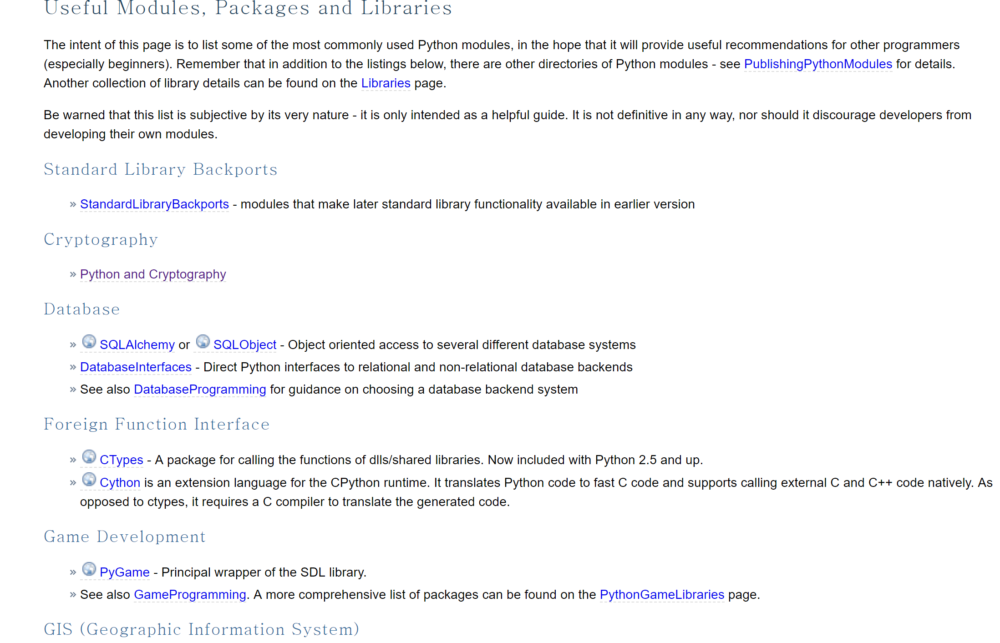 Useful Modules, Packages and Libraries
The intent of this page is to list some of the most commonly used Python modules, in the hope that it will provide useful recommendations for other programmers
(especially beginners). Remember that in addition to the listings below, there are other directories of Python modules - see PublishingPythonModules for details.
Another collection of library details can be found on the Libraries page.
Be warned that this list is subjective by its very nature - it is only intended as a helpful guide. It is not definitive in any way, nor should it discourage developers from
developing their own modules.
Standard Library Backports
» StandardLibraryBackports - modules that make later standard library functionality available in earlier version
Cryptography
» Python and Cryptography
Database
» SQLAlchemy or SQLObject - Object oriented access to several different database systems
» DatabaseInterfaces - Direct Python interfaces to relational and non-relational database backends
» See also DatabaseProgramming for guidance on choosing a database backend system
Foreign Function Interface
» CTypes - A package for calling the functions of dlls/shared libraries. Now included with Python 2.5 and up.
» Cython is an extension language for the CPython runtime. It translates Python code to fast C code and supports calling external C and C++ code natively. As
opposed to ctypes, it requires a C compiler to translate the generated code.
Game Development
» PyGame - Principal wrapper of the SDL library.
» See also GameProgramming. A more comprehensive list of packages can be found on the PythonGameLibraries page.
GIS (Geographic Information System)